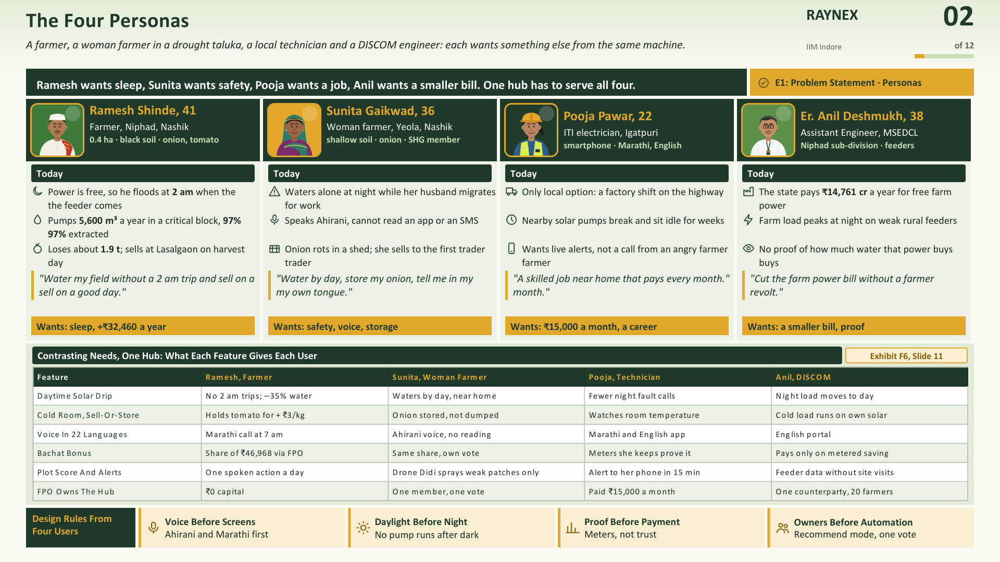 The Four Personas
A farmer, a woman farmer in a drought taluka, a local technician and a DISCOM engineer: each wants something else from the same machine.
RAYNEX
IIM Indore
02
of 12
Ramesh wants sleep, Sunita wants safety, Pooja wants a job, Anil wants a smaller bill. One hub has to serve all four.
E1: Problem Statement · Personas
Ramesh Shinde, 41
Farmer, Niphad, Nashik
0.4 ha · black soil · onion, tomato
Today
Power is free, so he floods at 2 am when the
the feeder comes
Pumps 5,600 m³ a year in a critical block, 97%
97% extracted
Loses about 1.9 t; sells at Lasalgaon on harvest
day
"Water my field without a 2 am trip and sell on a
sell on a good day."
Wants: sleep, +₹32,460 a year
Sunita Gaikwad, 36
Woman farmer, Yeola, Nashik
shallow soil · onion · SHG member
Today
Waters alone at night while her husband migrates
for work
Speaks Ahirani, cannot read an app or an SMS
Onion rots in a shed; she sells to the first trader
trader
"Water by day, store my onion, tell me in my
my own tongue."
Wants: safety, voice, storage
Pooja Pawar, 22
ITI electrician, Igatpuri
smartphone · Marathi, English
Today
Only local option: a factory shift on the highway
Nearby solar pumps break and sit idle for weeks
Wants live alerts, not a call from an angry farmer
farmer
"A skilled job near home that pays every month."
month."
Wants: ₹15,000 a month, a career
Er. Anil Deshmukh, 38
Assistant Engineer, MSEDCL
Niphad sub-division · feeders
Today
The state pays ₹14,761 cr a year for free farm
power
Farm load peaks at night on weak rural feeders
No proof of how much water that power buys
buys
"Cut the farm power bill without a farmer
revolt."
Wants: a smaller bill, proof
Contrasting Needs, One Hub: What Each Feature Gives Each User
Exhibit F6, Slide 11
Feature Ramesh, Farmer Sunita, Woman Farmer Pooja, Technician Anil, DISCOM
Daytime Solar Drip No 2 am trips; –35% water Waters by day, near home Fewer night fault calls Night load moves to day
Cold Room, Sell-Or-Store Holds tomato for + ₹3/kg Onion stored, not dumped Watches room temperature Cold load runs on own solar
Voice In 22 Languages Marathi call at 7 am Ahirani voice, no reading Marathi and English app English portal
Bachat Bonus Share of ₹46,968 via FPO Same share, own vote Meters she keeps prove it Pays only on metered saving
Plot Score And Alerts One spoken action a day Drone Didi sprays weak patches only Alert to her phone in 15 min Feeder data without site visits
FPO Owns The Hub ₹0 capital One member, one vote Paid ₹15,000 a month One counterparty, 20 farmers
Design Rules From
Four Users
Voice Before Screens
Ahirani and Marathi first
Daylight Before Night
No pump runs after dark
Proof Before Payment
Meters, not trust
Owners Before Automation
Recommend mode, one vote